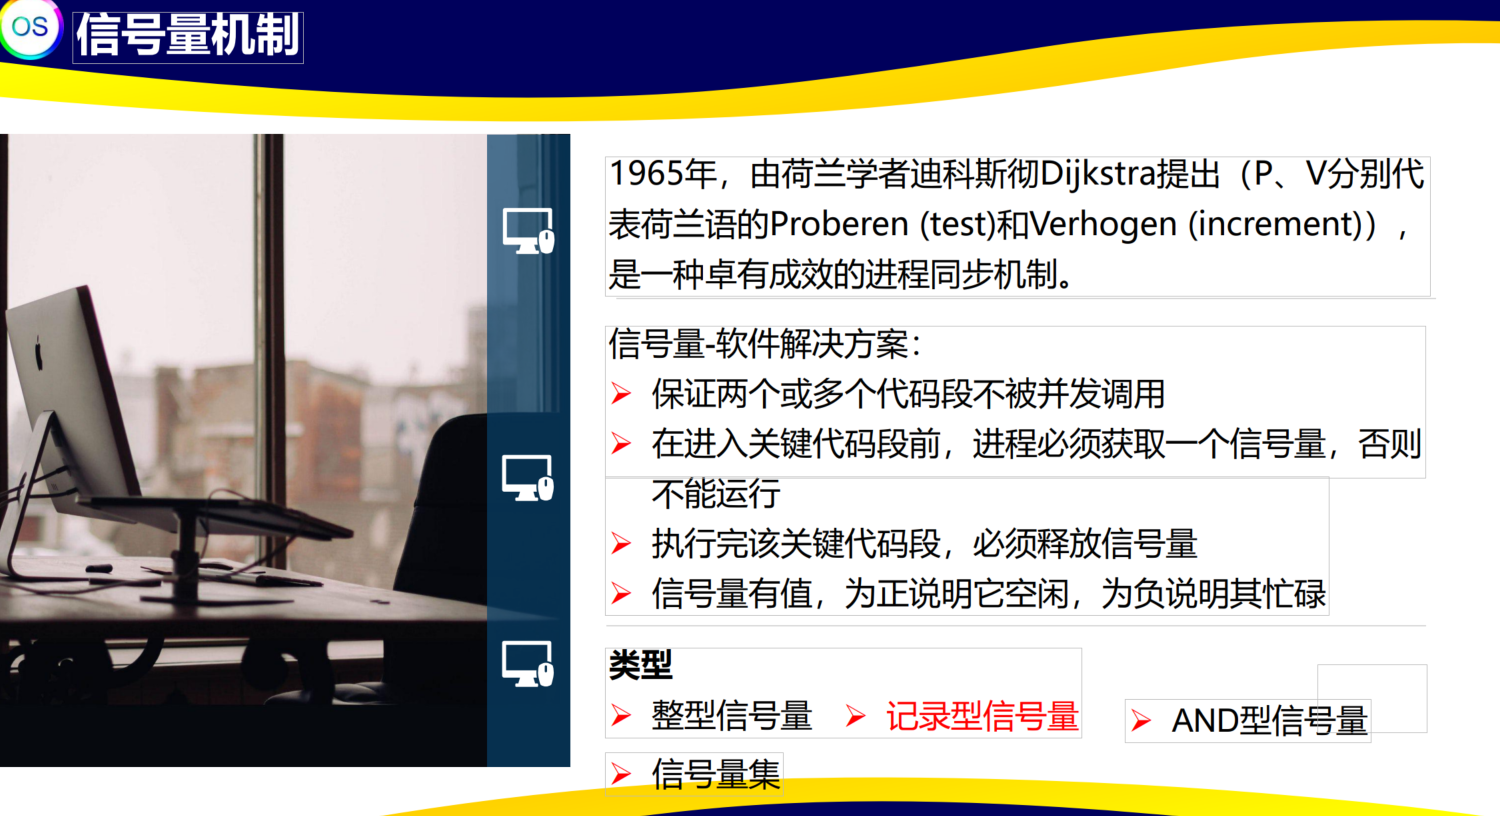 OS
信号量机制
1965年，由荷兰学者迪科斯彻Dijkstra提出（P、V分别代
表荷兰语的Proberen (test)和Verhogen (increment)），
是一种卓有成效的进程同步机制。
信号量-软件解决方案：
保证两个或多个代码段不被并发调用
在进入关键代码段前，进程必须获取一个信号量，否则
不能运行
执行完该关键代码段，必须释放信号量
信号量有值，为正说明它空闲，为负说明其忙碌
类型
整型信号量 记录型信号量 AND型信号量
信号量集